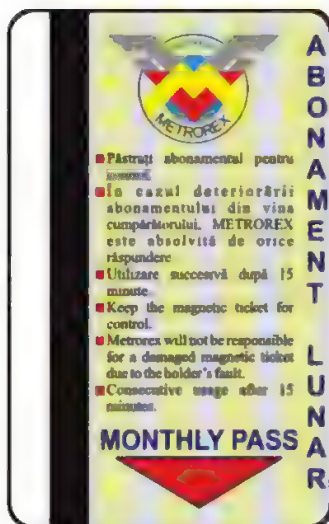 METROREX
ABONAMENT LUNAR
Păstrați abonamentul pentru
control.
În cazul deteriorării
abonamentului din vina
cumpărătorului, METROREX
este absolvită de orice
răspundere
Utilizare succesivă după 15
minute.
Keep the magnetic ticket for
control.
Metrorex will not be responsible
for a damaged magnetic ticket
due to the holder's fault.
Consecutive usage after 15
minutes.
MONTHLY PASS